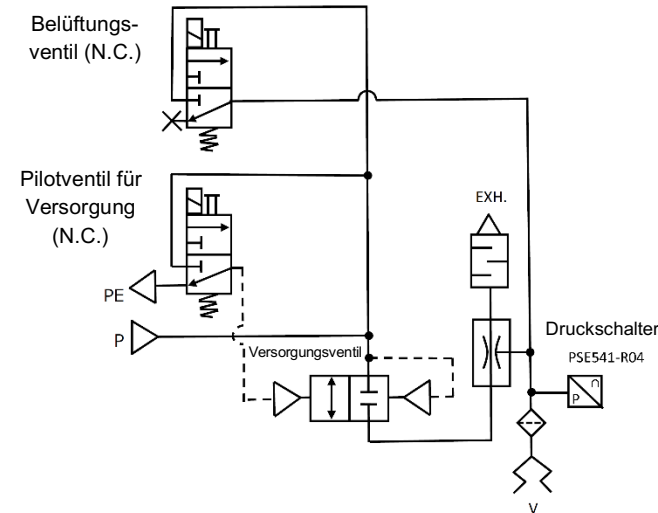 Belüftungs-
ventil (N.C.)
Pilotventil für
Versorgung
(N.C.)
EXH.
PE
P
Versorgungsventil
Druckschalter
PSE541-R04
P
V